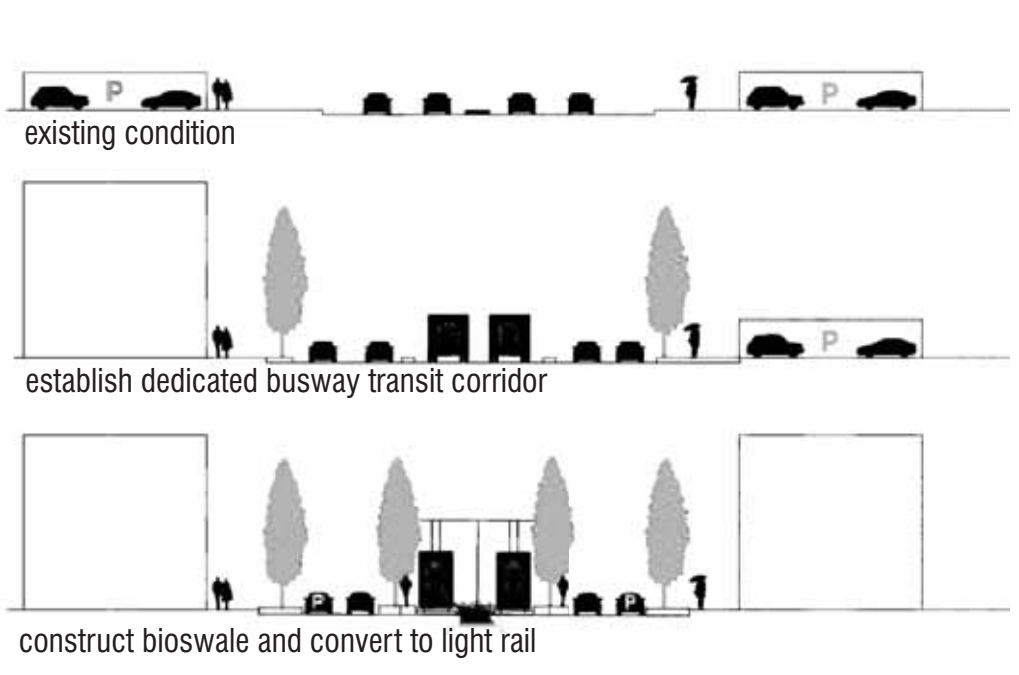 P P
existing condition
P
establish dedicated busway transit corridor
P P
construct bioswale and convert to light rail